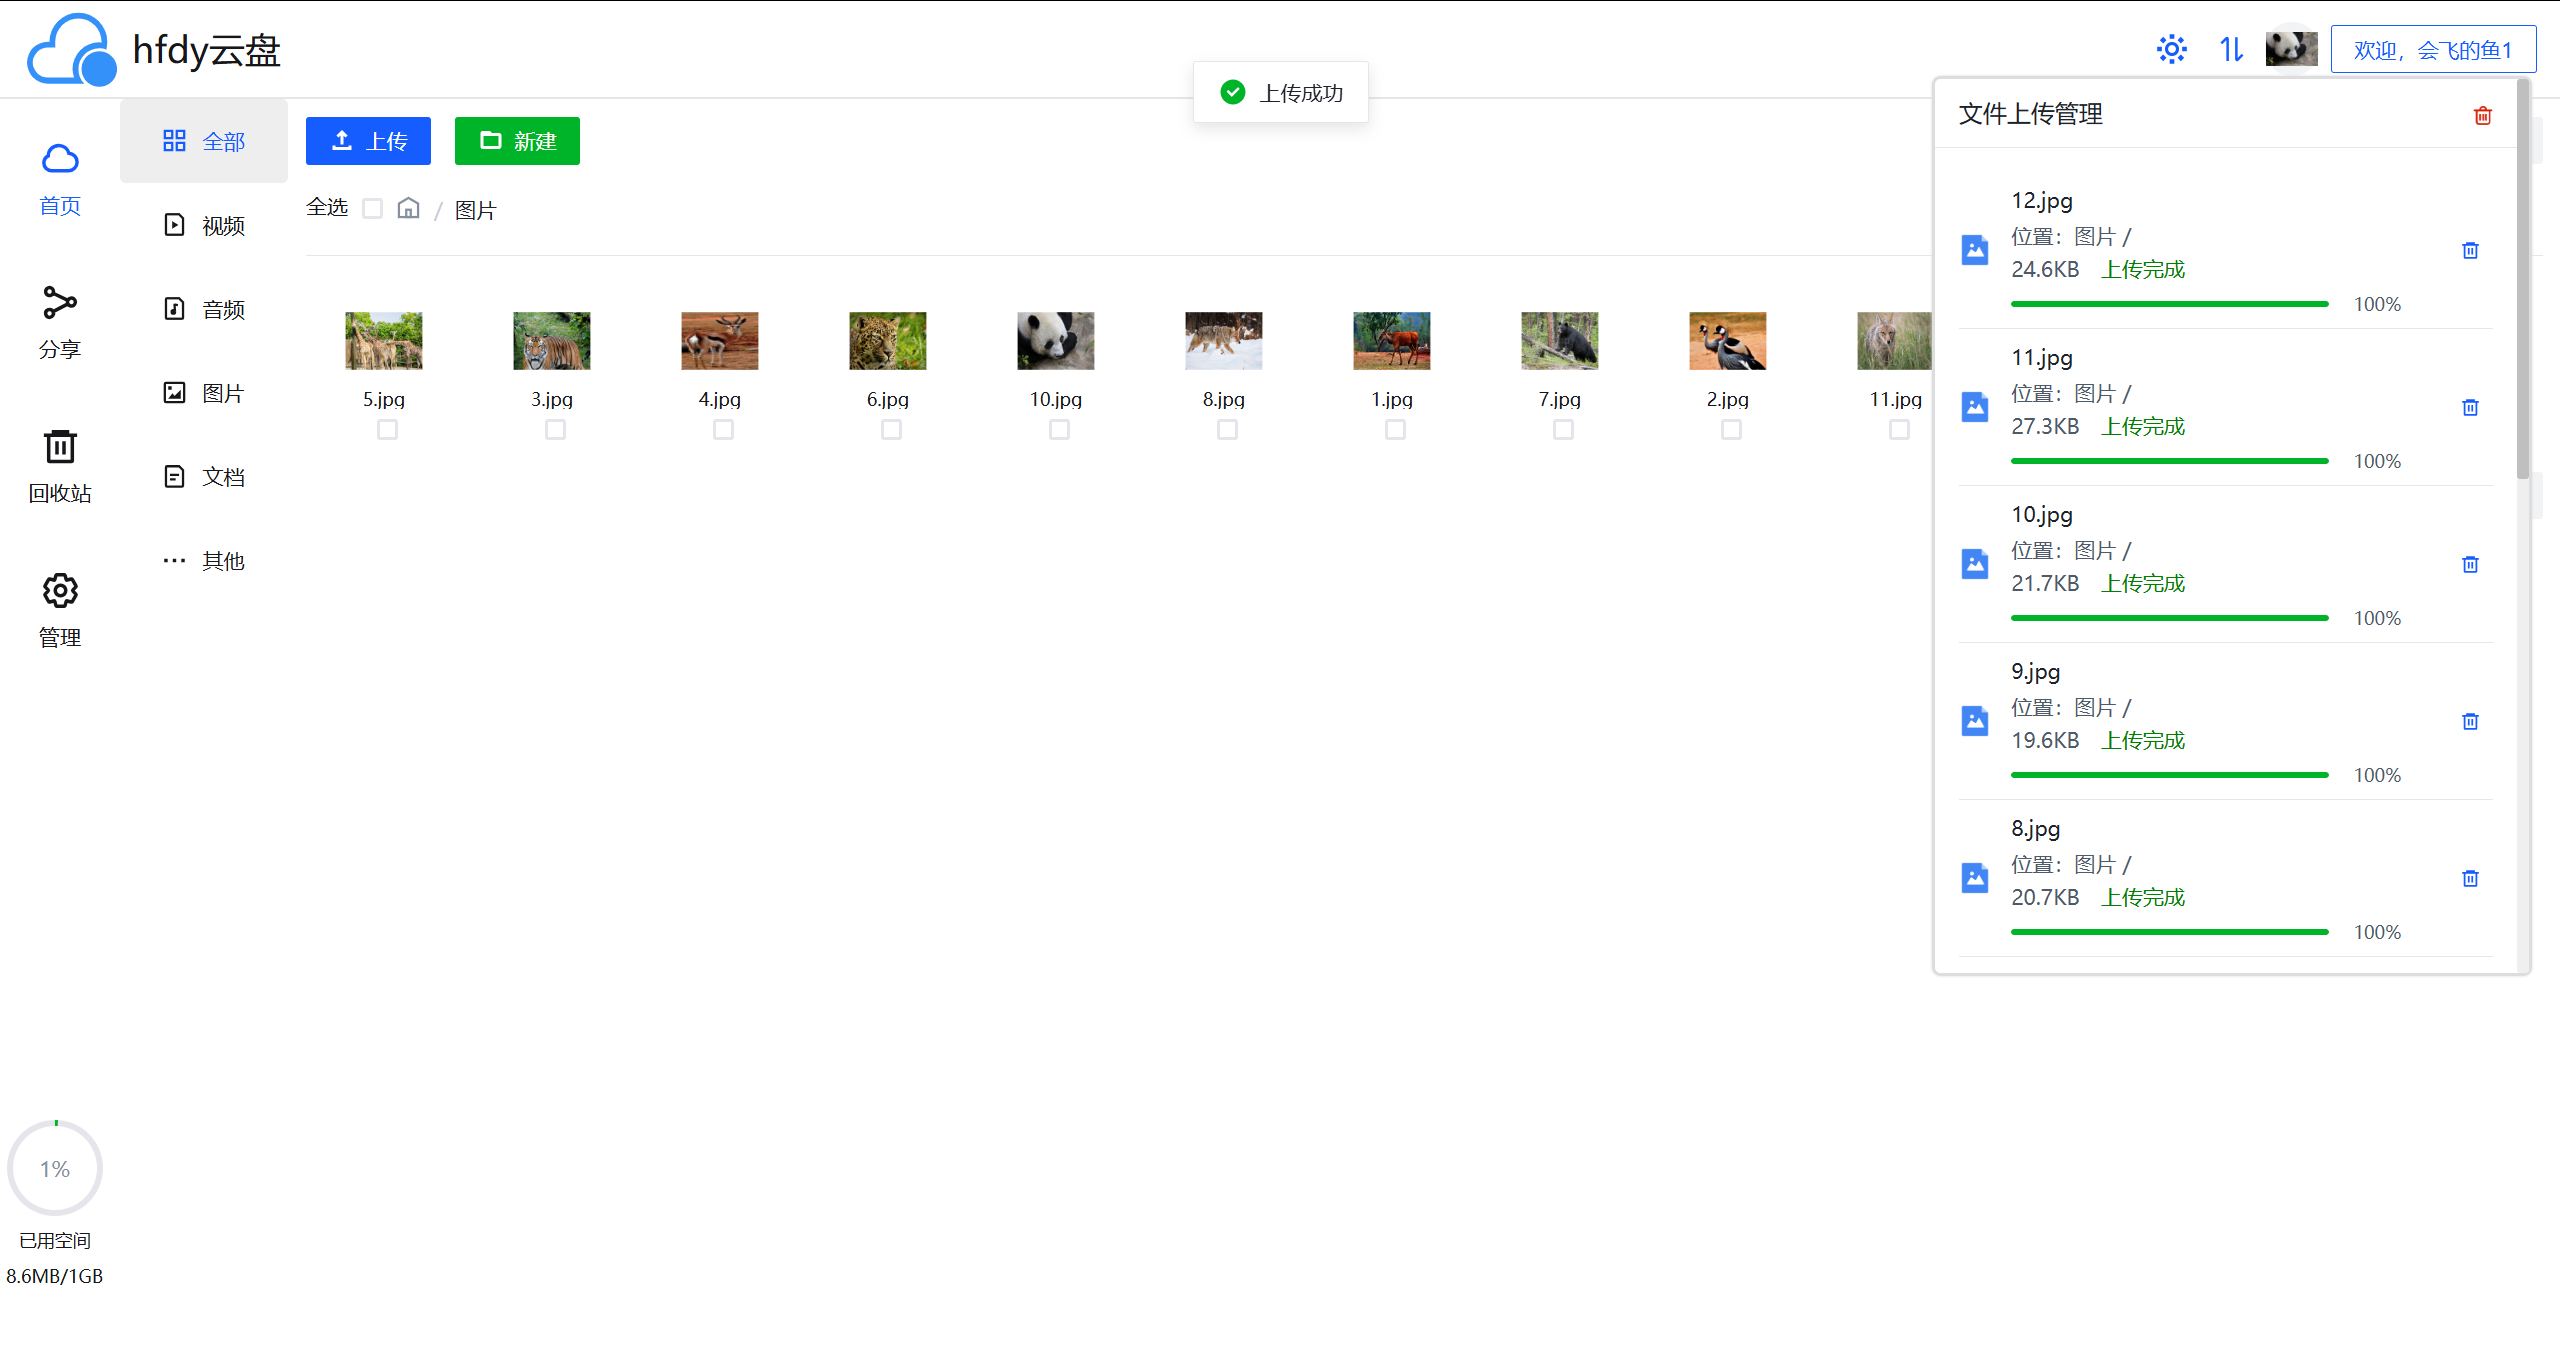 hfdy云盘
上传成功
欢迎，会飞的鱼1
首页
分享
回收站
管理
全部
视频
音频
图片
文档
其他
上传
新建
全选
/
图片
5.jpg
3.jpg
4.jpg
6.jpg
10.jpg
8.jpg
1.jpg
7.jpg
2.jpg
11.jpg
文件上传管理
12.jpg
位置：图片 /
24.6KB 上传完成
100%
11.jpg
位置：图片 /
27.3KB 上传完成
100%
10.jpg
位置：图片 /
21.7KB 上传完成
100%
9.jpg
位置：图片 /
19.6KB 上传完成
100%
8.jpg
位置：图片 /
20.7KB 上传完成
100%
1%
已用空间
8.6MB/1GB